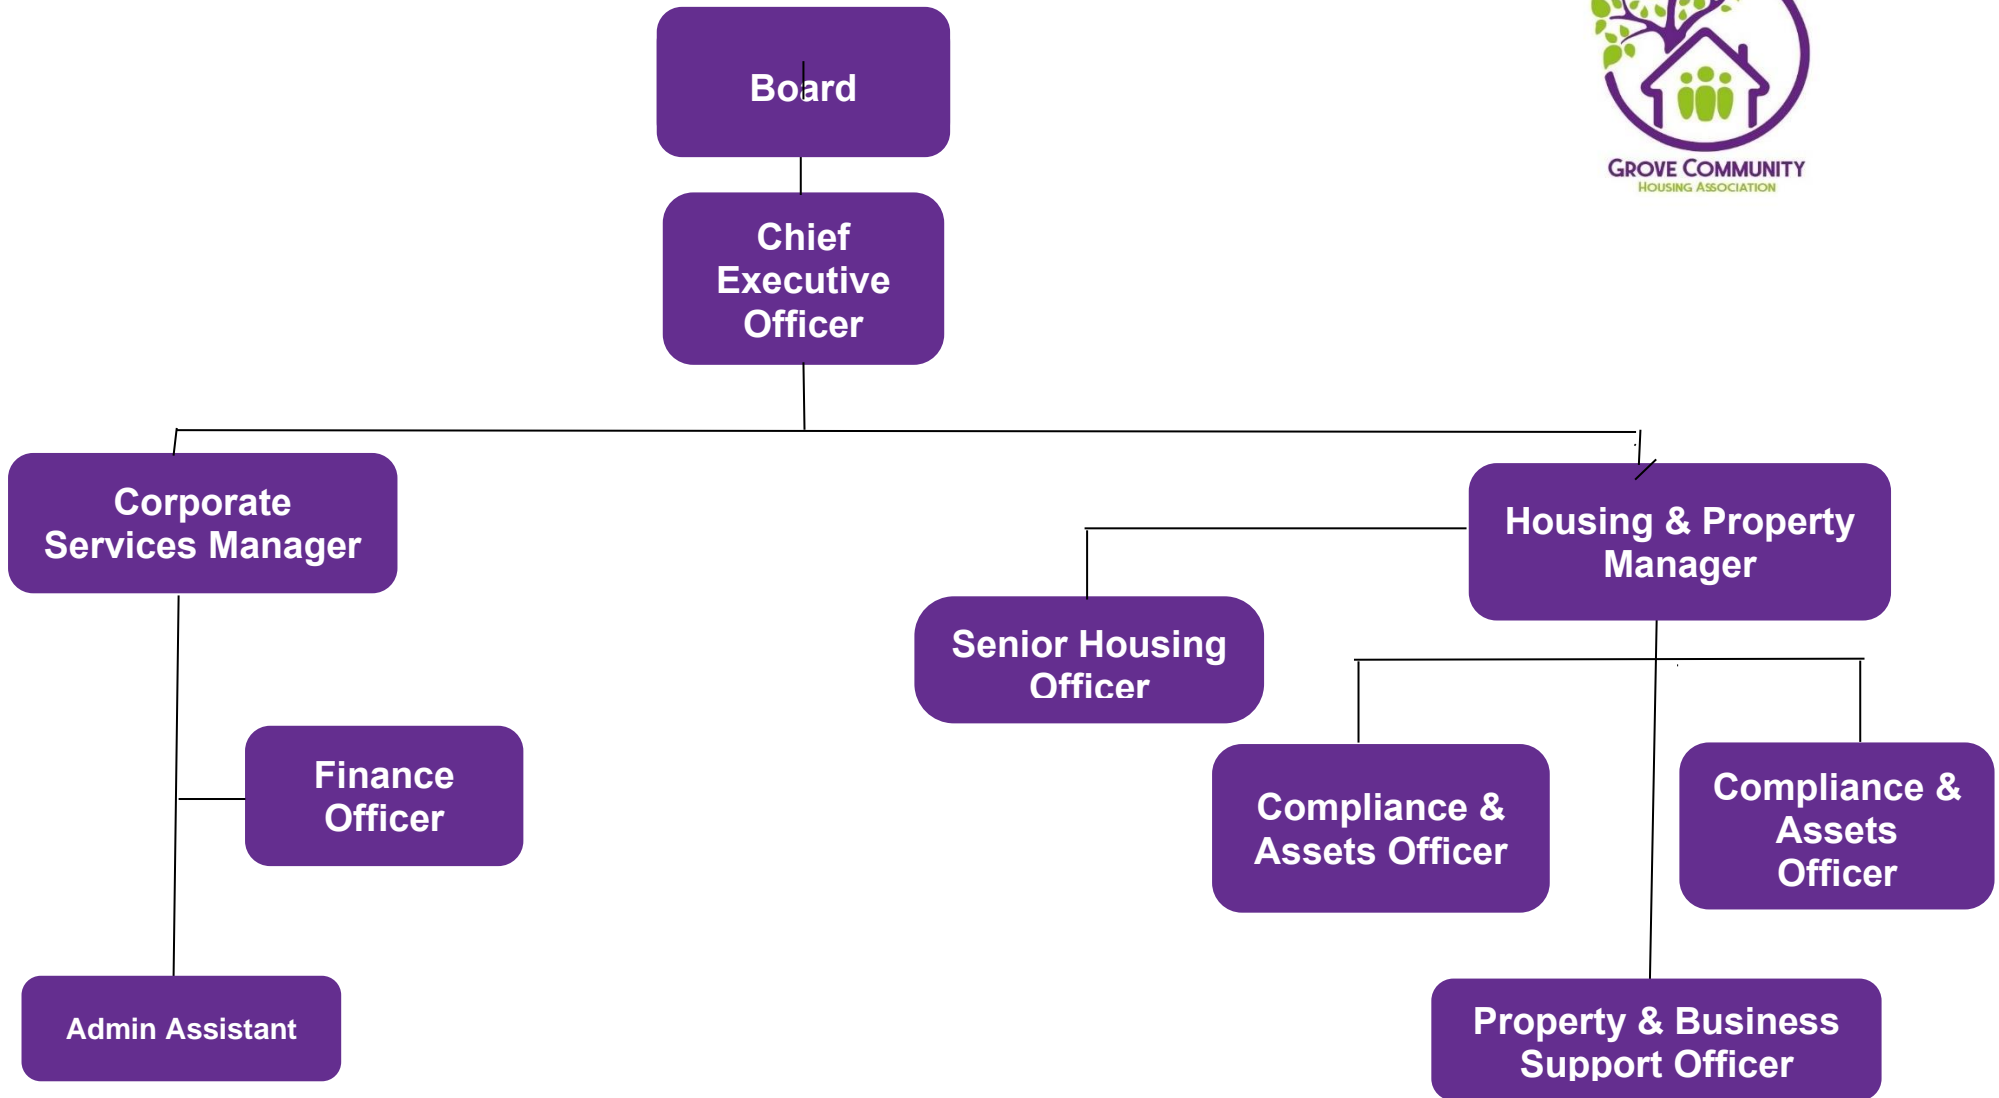 Board
GROVE COMMUNITY
HOUSING ASSOCIATION
Chief
Executive
Officer
Corporate
Services Manager
Housing & Property
Manager
Senior Housing
Officer
Finance
Officer
Compliance &
Assets Officer
Compliance &
Assets
Officer
Admin Assistant
Property & Business
Support Officer